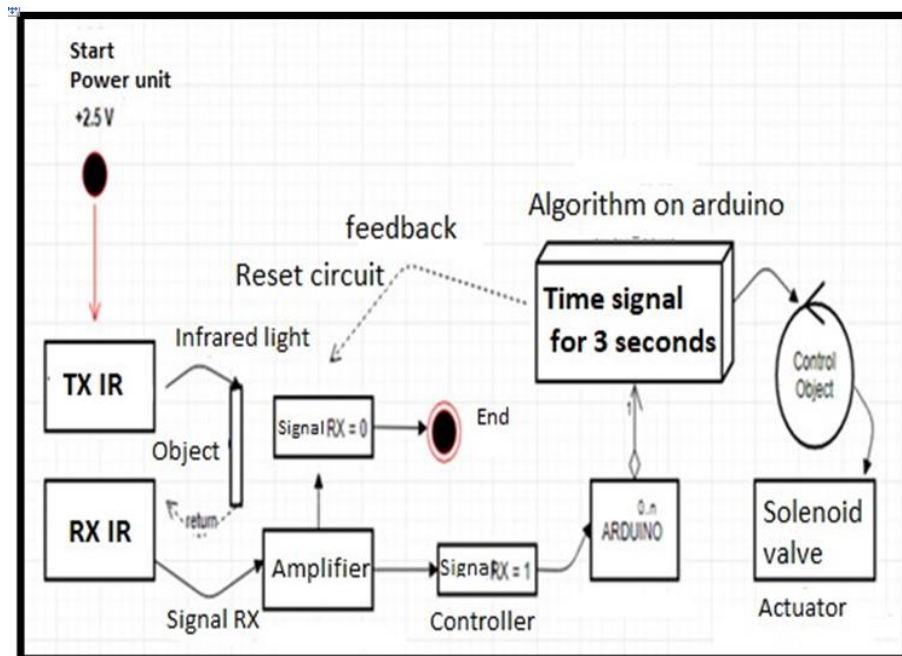 Start
Power unit
+2.5 V
Algorithm on arduino
feedback
Reset circuit
Time signal
for 3 seconds
Infrared light
TX IR
Control
Object
Signal RX = 0
End
1
Object
return
RX IR
Amplifier
Signal RX = 1
0..n
ARDUINO
Solenoid
valve
Signal RX
Controller
Actuator